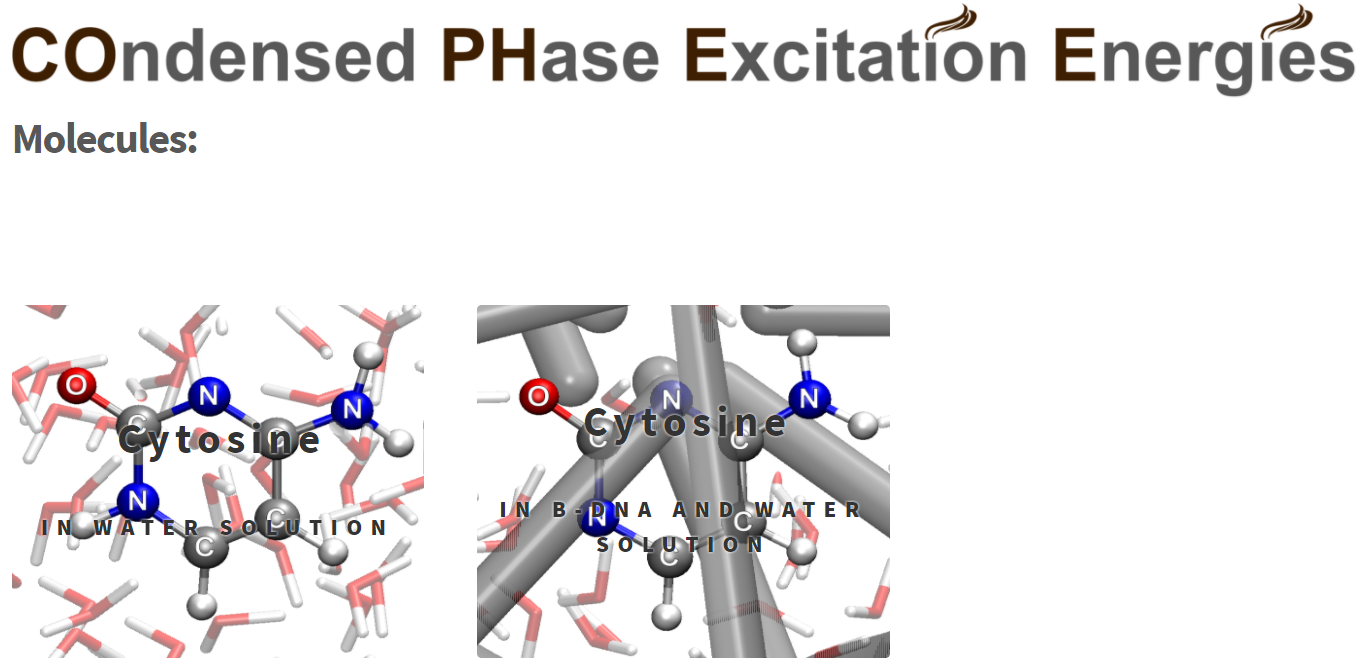 COndensed PHase Excitation Energies
Molecules:
O
N
N
C
Cytosine
C
N
C
IN WATER SOLUTION
C
O
N
N
Cytosine
C
C
IN B-DNA AND WATER
N
C
SOLUTION
C